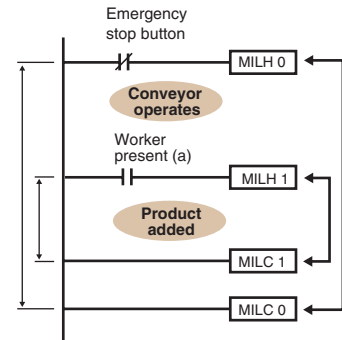 Emergency
stop button
MILH 0
Conveyor
operates
Worker
present (a)
MILH 1
Product
added
MILC 1
MILC 0